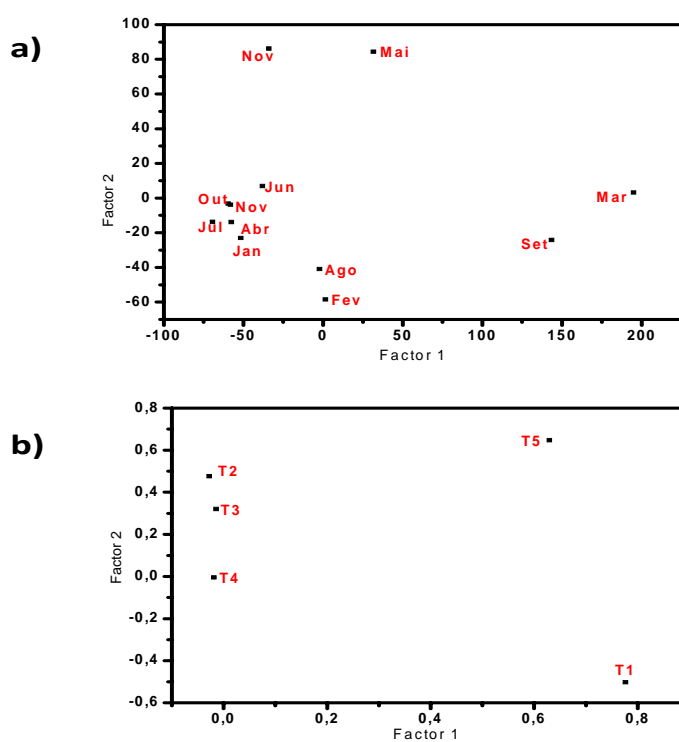 a)
100
80
60
40
20
0
-20
-40
-60
Factor 2
Nov
Mai
Jun
Out
Nov
Mar
Jul
Abr
Jan
Set
Ago
Fev
-100 -50 0 50 100 150 200
Factor 1
b)
0,8
0,6
0,4
0,2
0,0
-0,2
-0,4
-0,6
Factor 2
T5
T2
T3
T4
T1
0,0 0,2 0,4 0,6 0,8
Factor 1